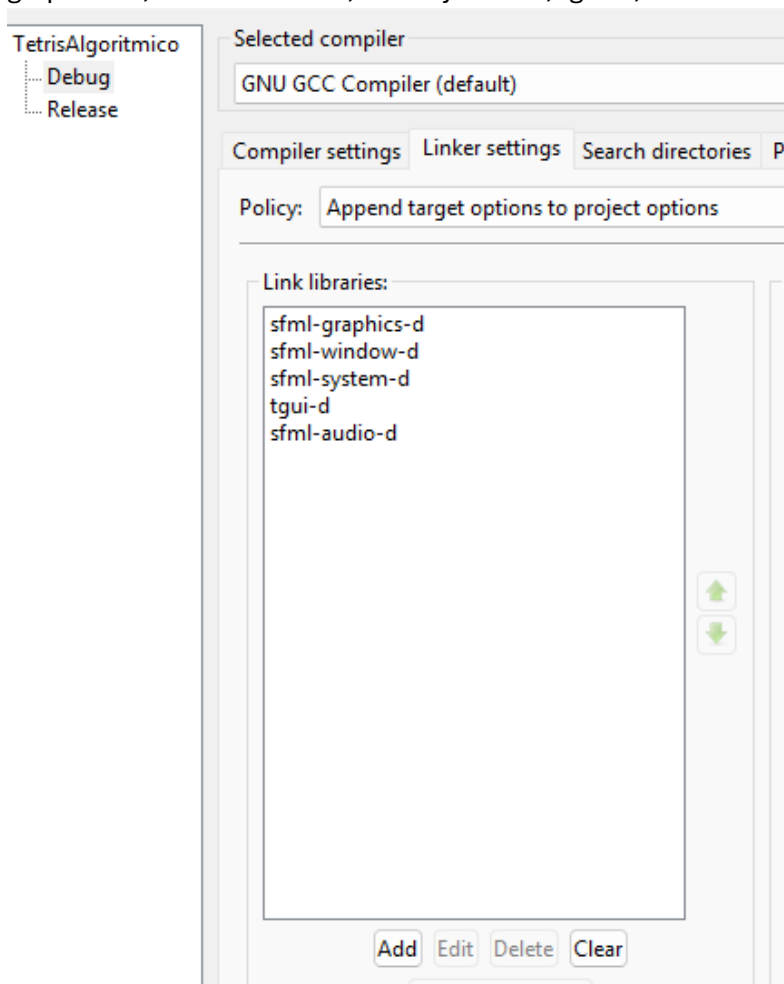 TetrisAlgoritmico
Debug
Release
Selected compiler
GNU GCC Compiler (default)
Compiler settings Linker settings Search directories
Policy: Append target options to project options
Link libraries:
sfml-graphics-d
sfml-window-d
sfml-system-d
tgui-d
sfml-audio-d
Add Edit Delete Clear